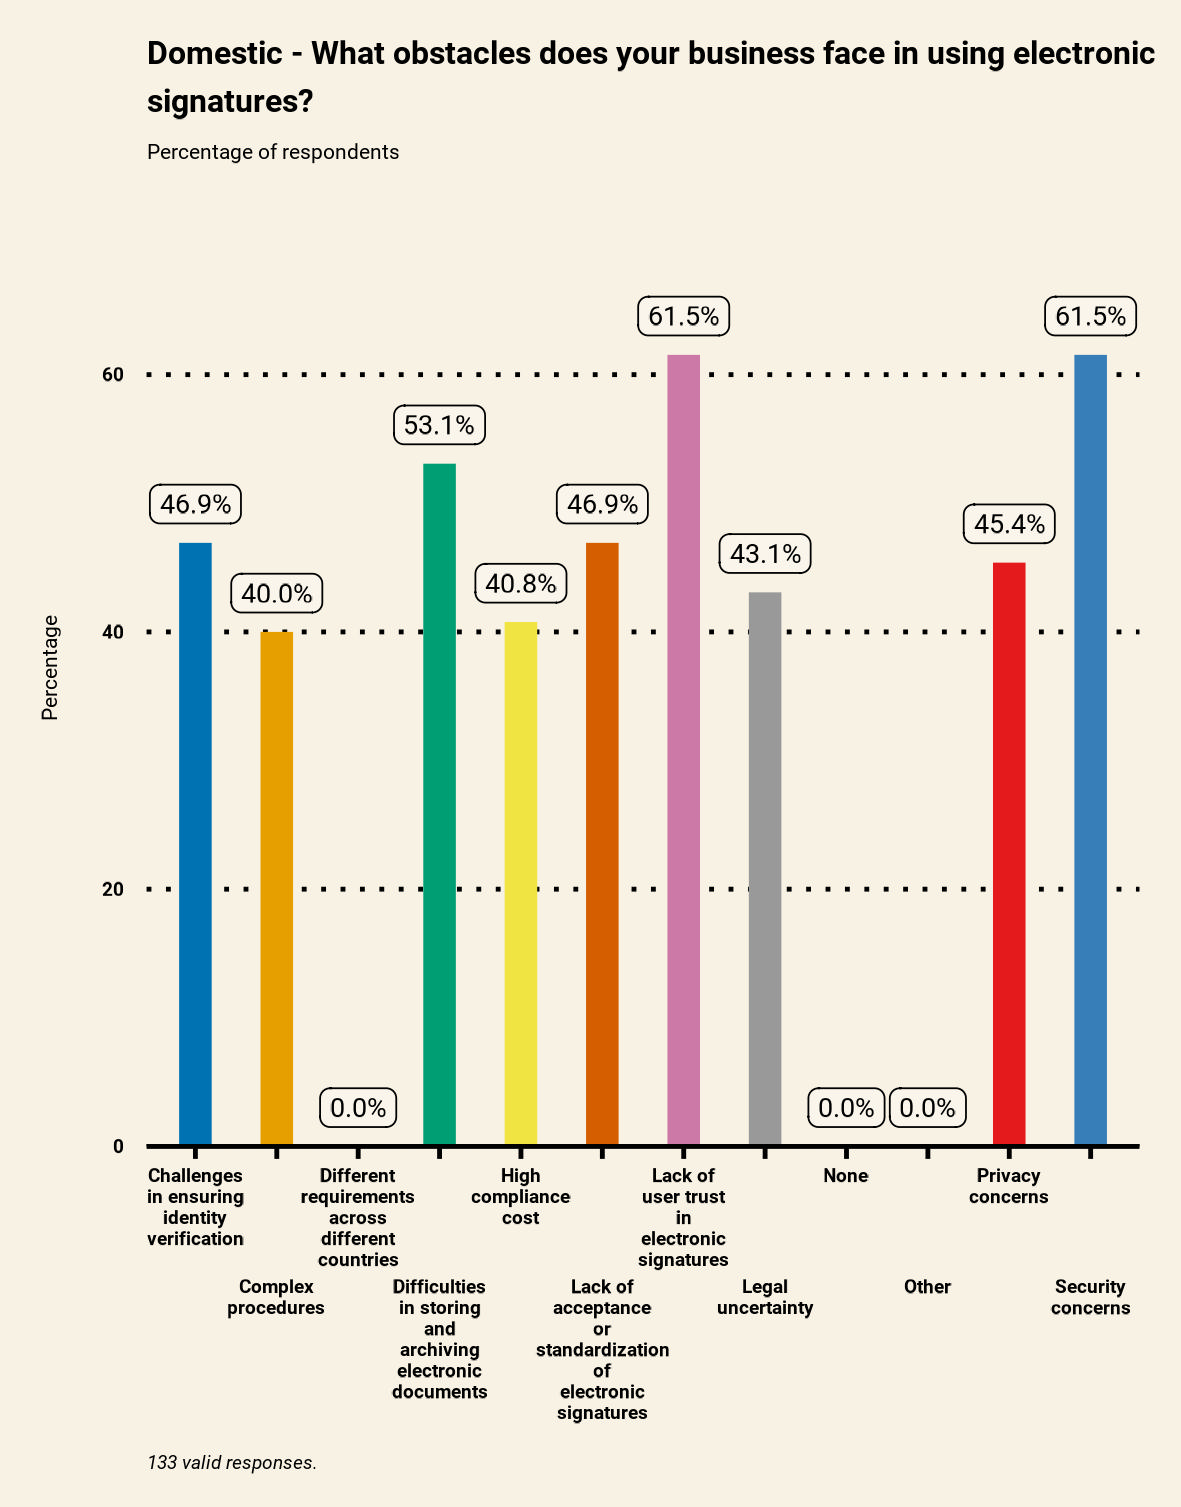 Domestic - What obstacles does your business face in using electronic
signatures?
Percentage of respondents
61.5%
61.5%
60
53.1%
46.9%
46.9%
45.4%
43.1%
40.0%
40.8%
Percentage
40
20
0.0%
0.0%
0.0%
0
Challenges
in ensuring
identity
verification
Complex
procedures
Different
requirements
across
different
countries
Difficulties
in storing
and
archiving
electronic
documents
High
compliance
cost
Lack of
acceptance
or
standardization
of
electronic
signatures
Lack of
user trust
in
electronic
signatures
Legal
uncertainty
None
Other
Privacy
concerns
Security
concerns
133 valid responses.